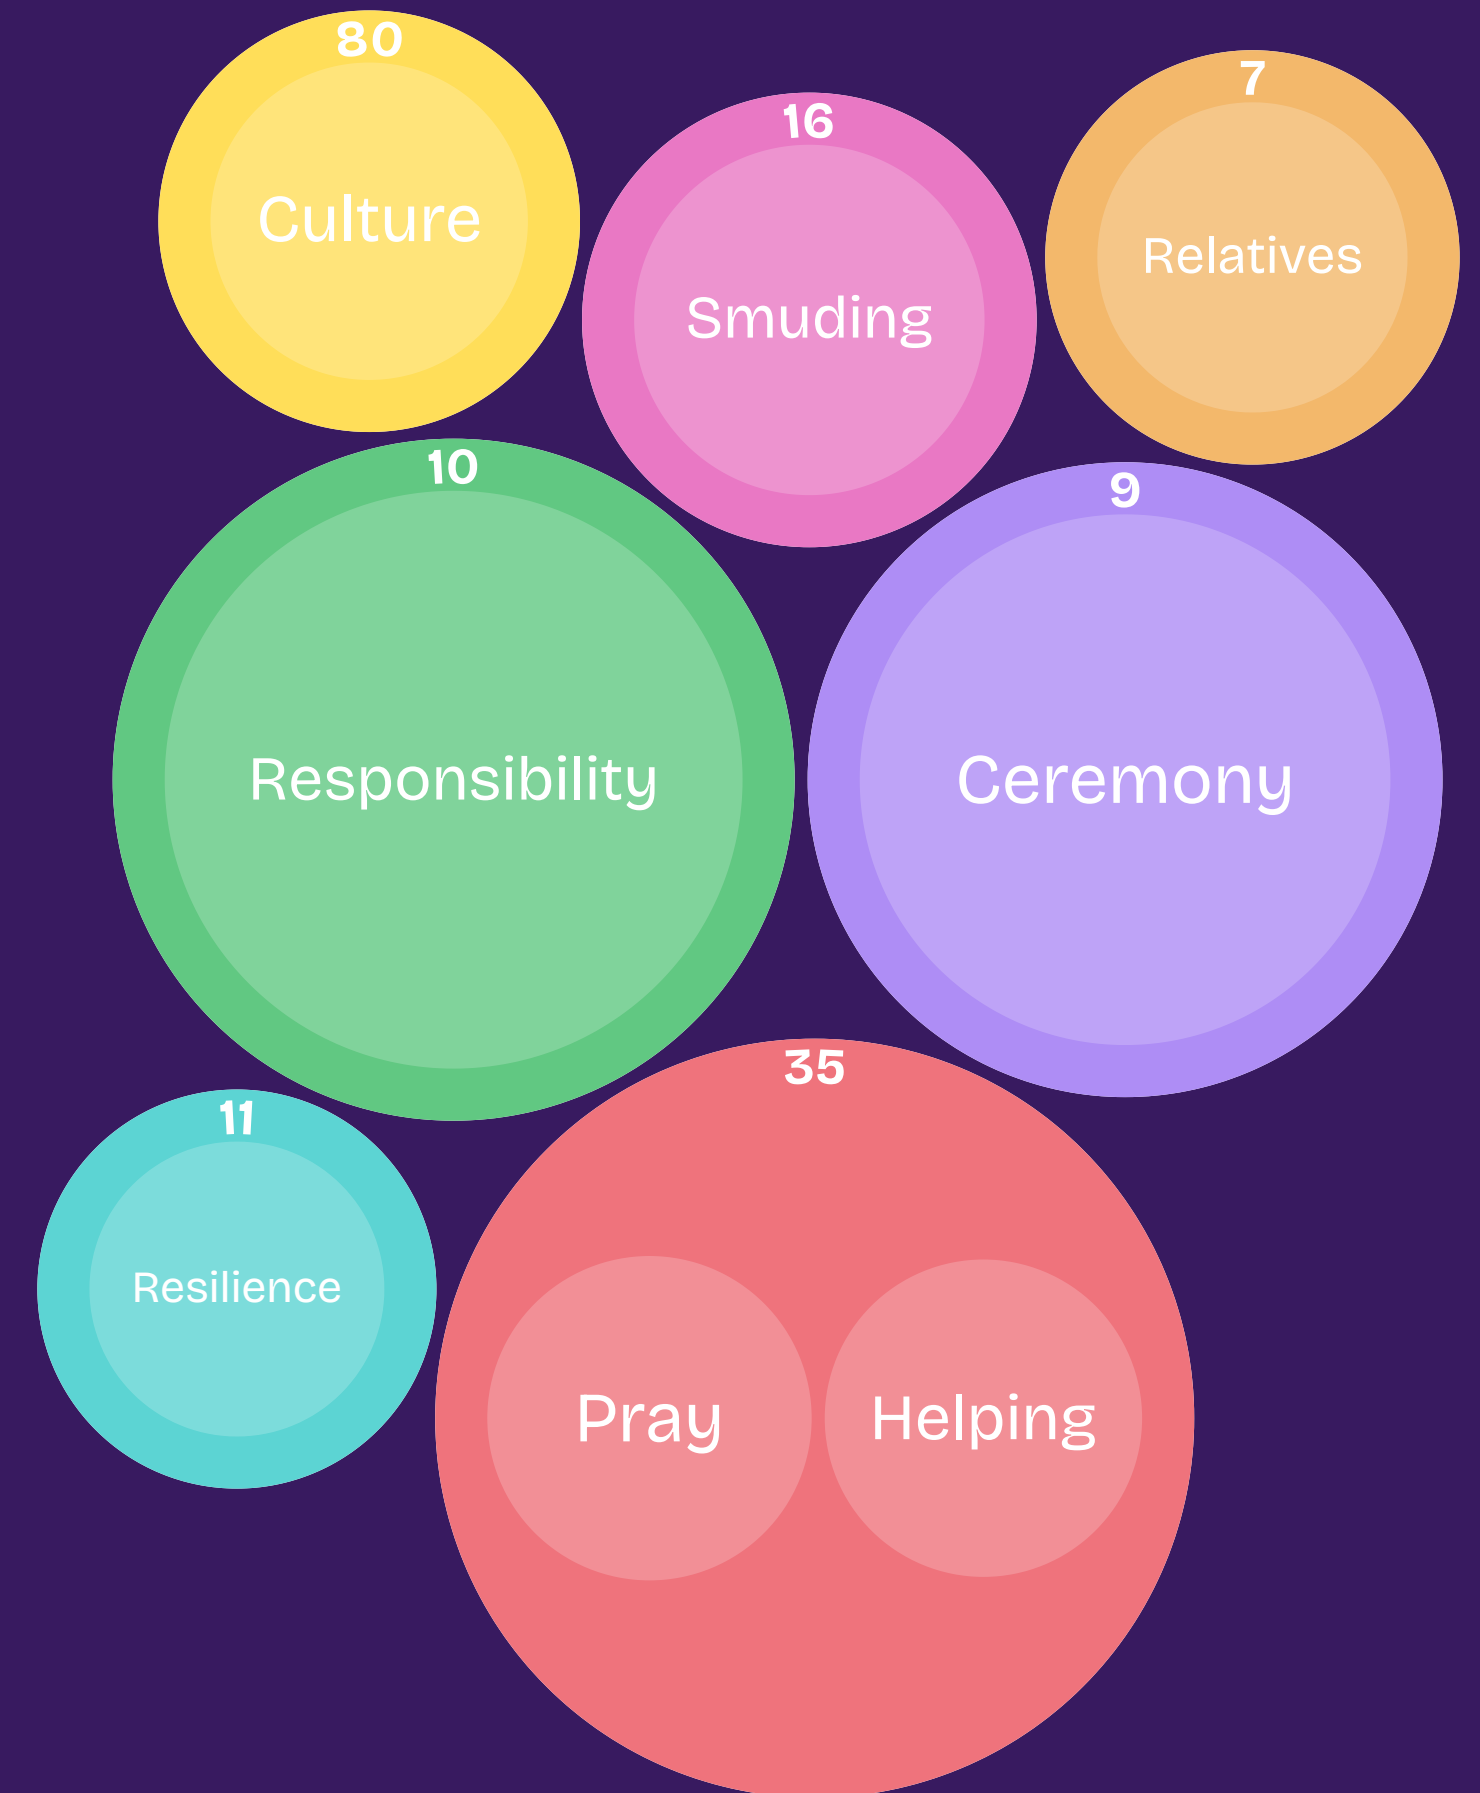 80
Culture
16
Smuding
7
Relatives
10
Responsibility
9
Ceremony
11
Resilience
35
Pray
Helping